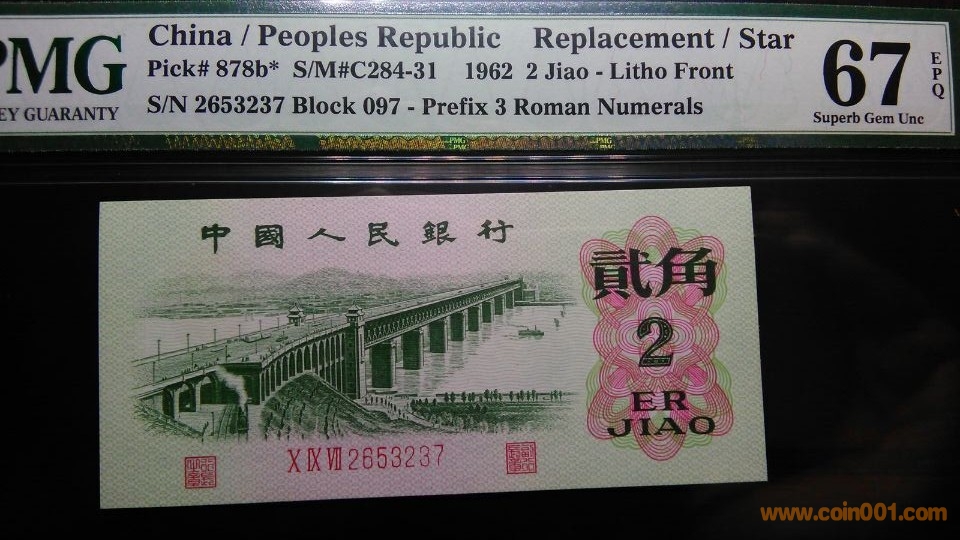 PMG
China / Peoples Republic Replacement / Star
Pick# 878b* S/M#C284-31 1962 2 Jiao - Litho Front
EY GUARANTY
S/N 2653237 Block 097 - Prefix 3 Roman Numerals
67
EPQ
Superb Gem Unc
PMG
PMG
中國人民銀行
貳角
2
ER
JIAO
X IX VII 2653237
www.coin001.com